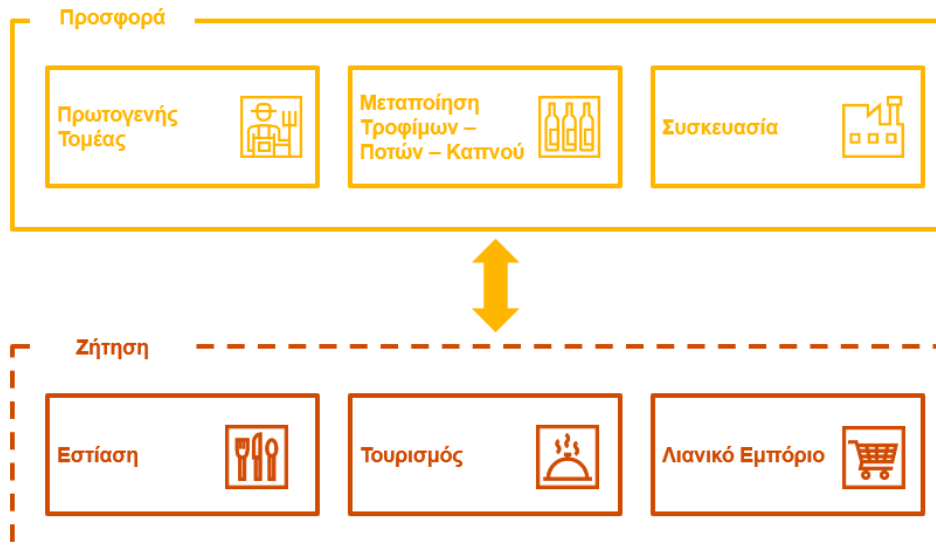 Προσφορά
Πρωτογενής
Τομέας
Μεταποίηση
Τροφίμων –
Ποτών – Καπνού
Συσκευασία
Ζήτηση
Εστίαση
Τουρισμός
Λιανικό Εμπόριο